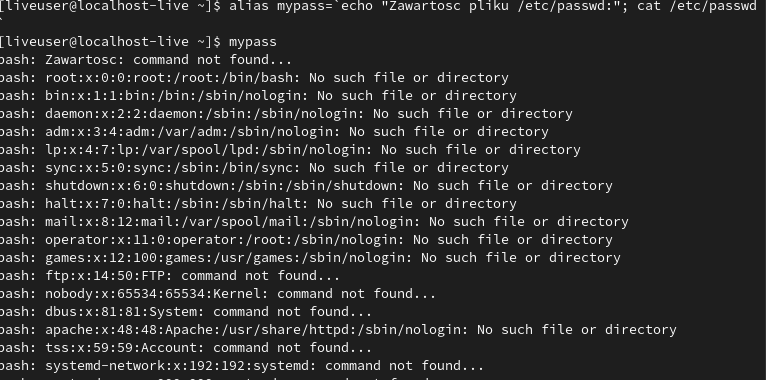 [liveuser@localhost-live ~]$ alias mypass=`echo "Zawartosc pliku /etc/passwd:"; cat /etc/passwd
`
[liveuser@localhost-live ~]$ mypass
bash: Zawartosc: command not found...
bash: root:x:0:0:root:/root:/bin/bash: No such file or directory
bash: bin:x:1:1:bin:/bin:/sbin/nologin: No such file or directory
bash: daemon:x:2:2:daemon:/sbin:/sbin/nologin: No such file or directory
bash: adm:x:3:4:adm:/var/adm:/sbin/nologin: No such file or directory
bash: lp:x:4:7:lp:/var/spool/lpd:/sbin/nologin: No such file or directory
bash: sync:x:5:0:sync:/sbin:/bin/sync: No such file or directory
bash: shutdown:x:6:0:shutdown:/sbin:/sbin/shutdown: No such file or directory
bash: halt:x:7:0:halt:/sbin:/sbin/halt: No such file or directory
bash: mail:x:8:12:mail:/var/spool/mail:/sbin/nologin: No such file or directory
bash: operator:x:11:0:operator:/root:/sbin/nologin: No such file or directory
bash: games:x:12:100:games:/usr/games:/sbin/nologin: No such file or directory
bash: ftp:x:14:50:FTP: command not found...
bash: nobody:x:65534:65534:Kernel: command not found...
bash: dbus:x:81:81:System: command not found...
bash: apache:x:48:48:Apache:/usr/share/httpd:/sbin/nologin: No such file or directory
bash: tss:x:59:59:Account: command not found...
bash: systemd-network:x:192:192:systemd: command not found...